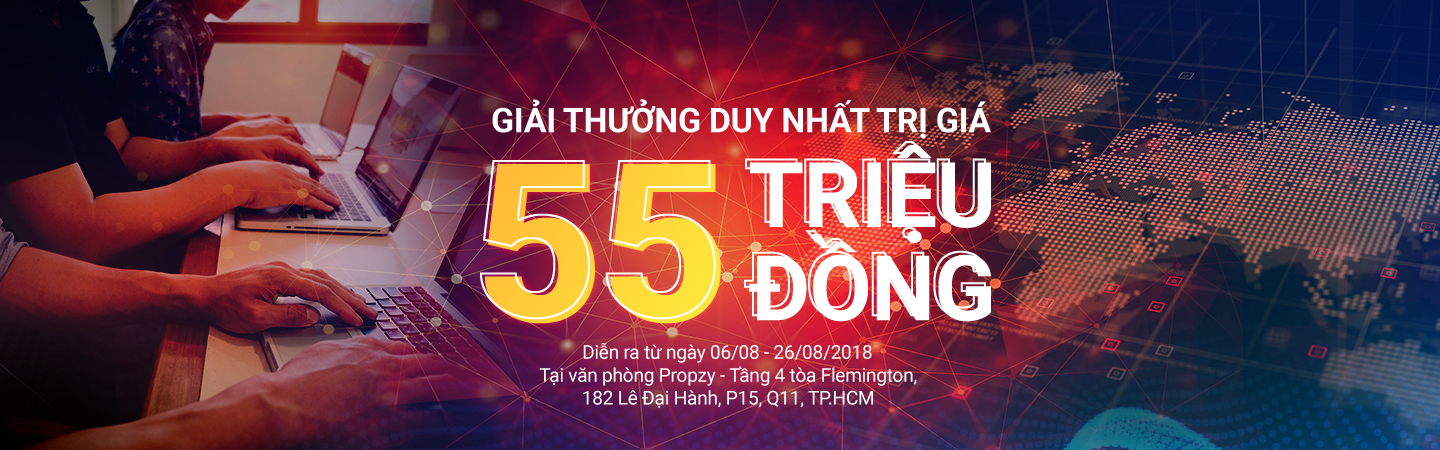 GIẢI THƯỞNG DUY NHẤT TRỊ GIÁ
55 TRIỆU
ĐỒNG
Diễn ra từ ngày 06/08 - 26/08/2018
Tại văn phòng Propzy - Tầng 4 tòa Flemington,
182 Lê Đại Hành, P15, Q11, TP.HCM